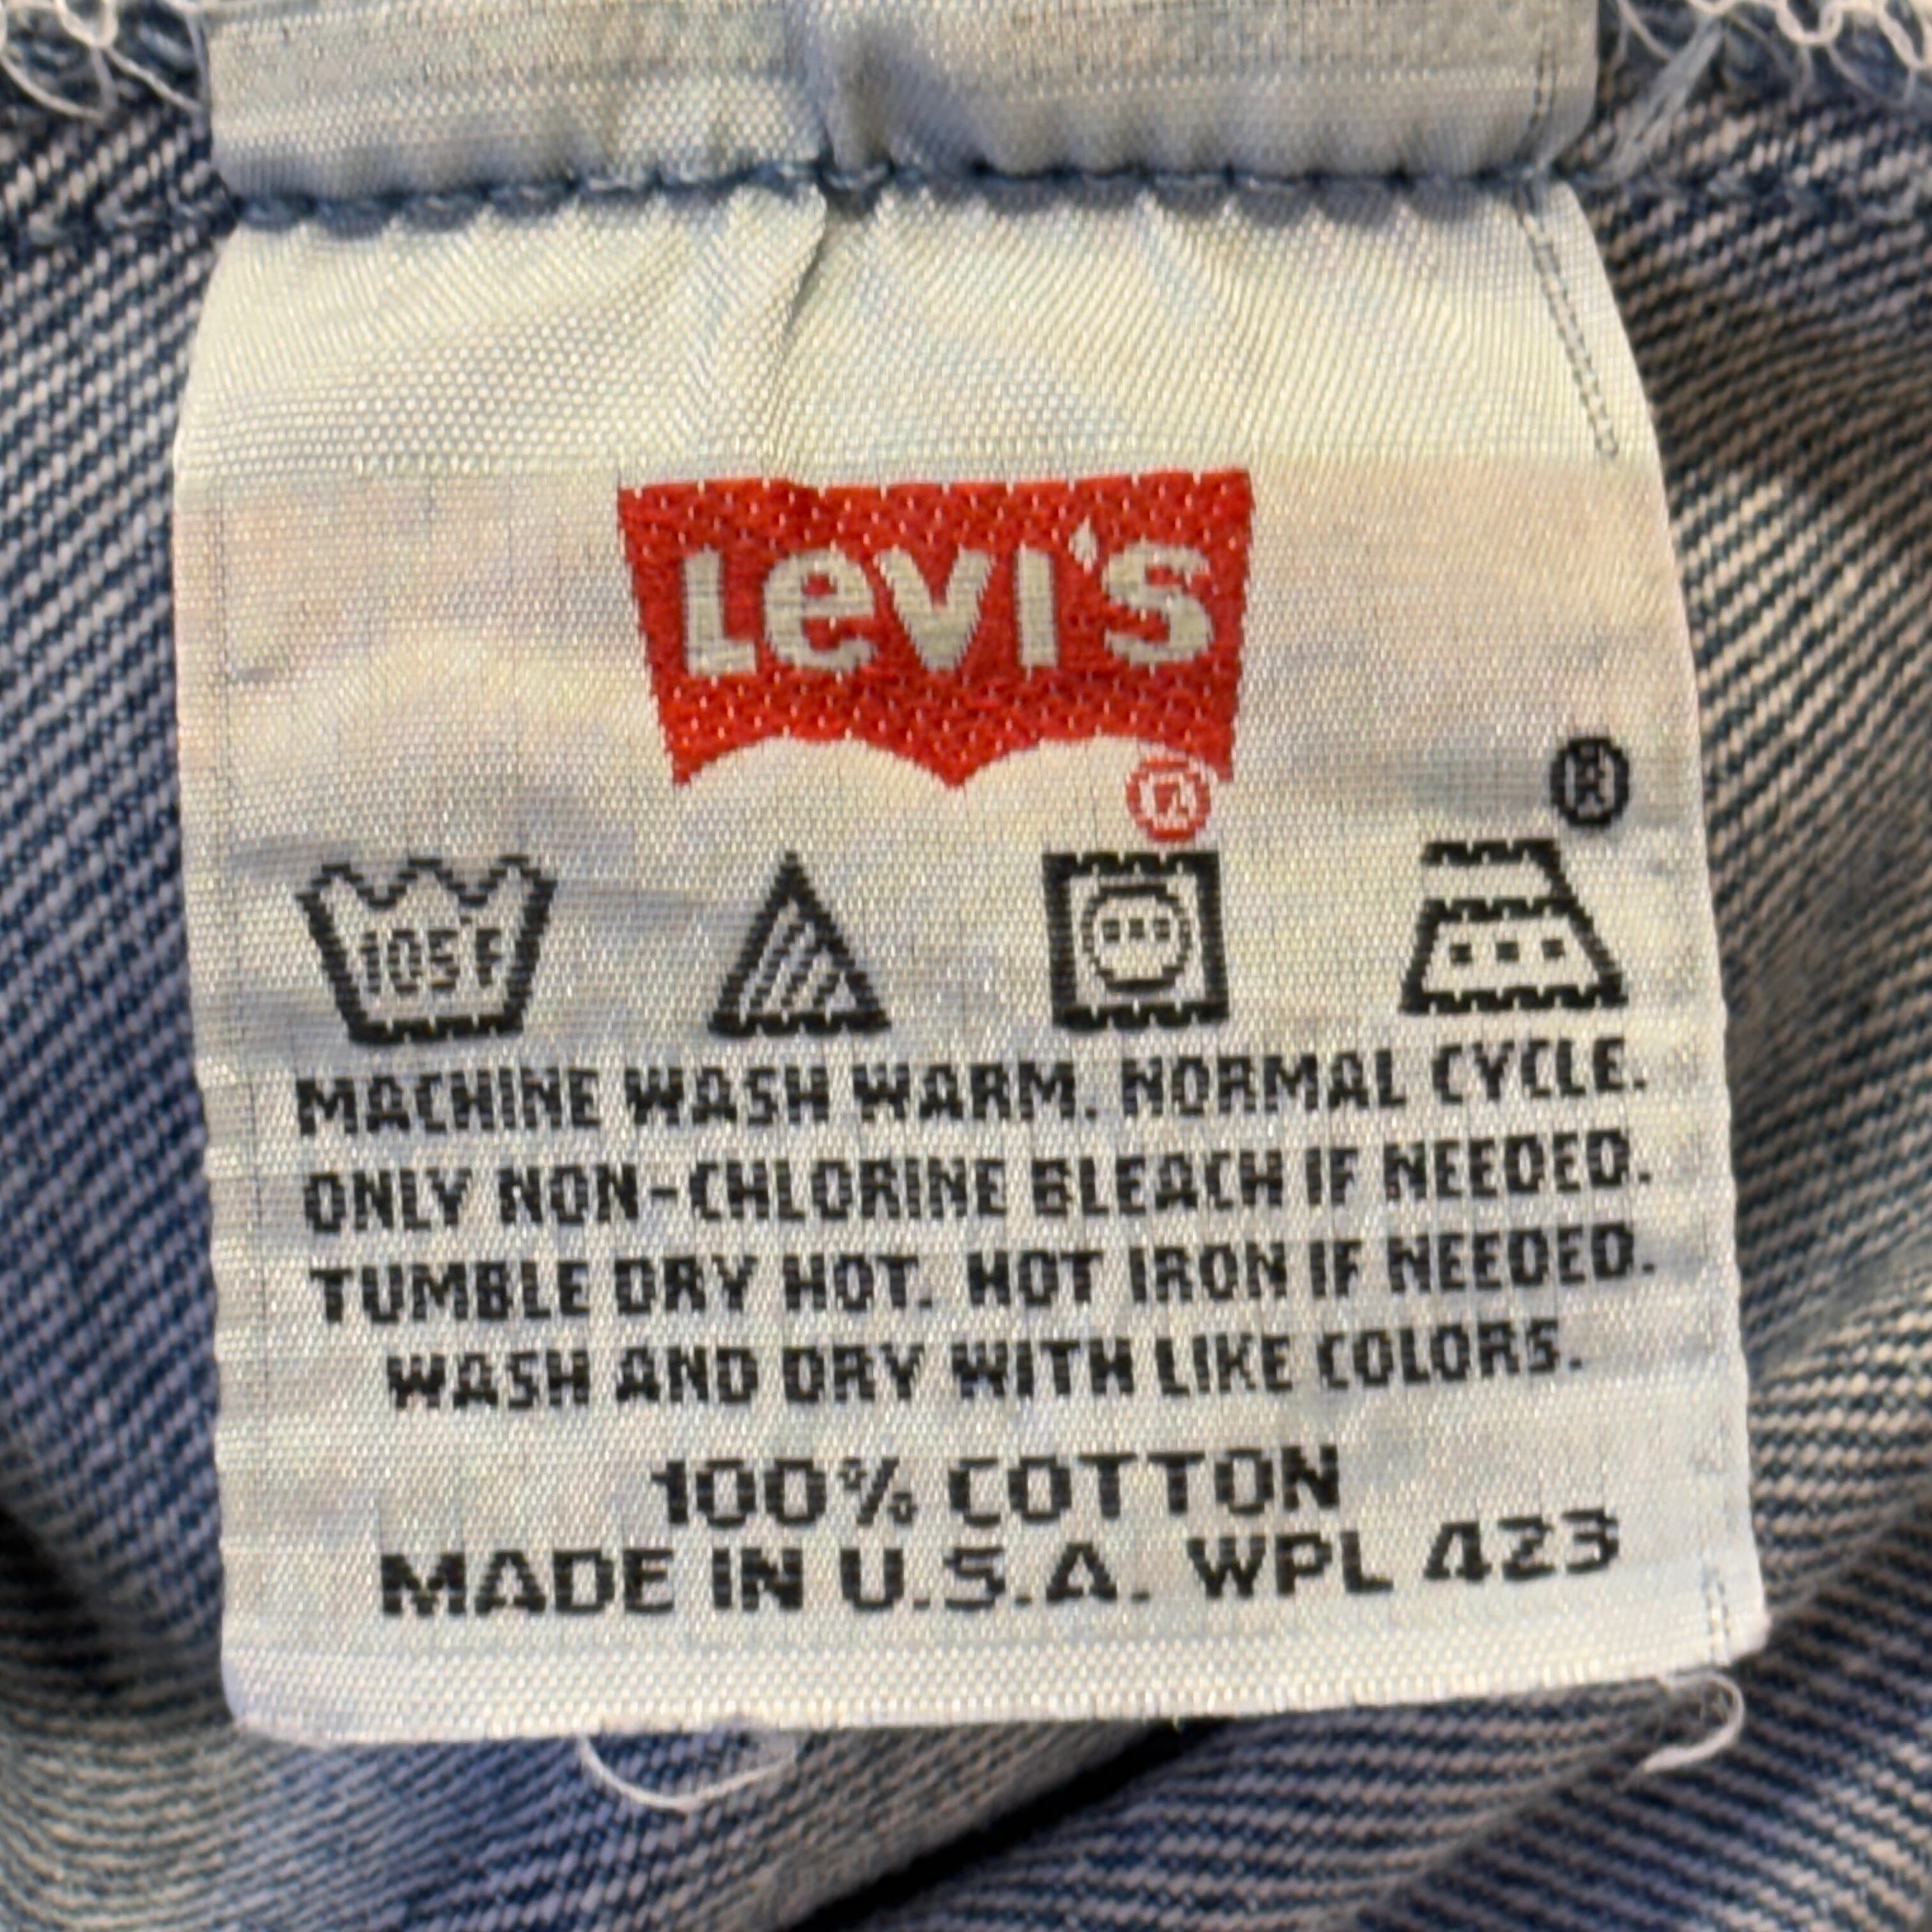 Levi's
®
®
105F
MACHINE WASH WARM. NORMAL CYCLE.
ONLY NON-CHLORINE BLEACH IF NEEDED.
TUMBLE DRY HOT. HOT IRON IF NEEDED.
WASH AND DRY WITH LIKE COLORS.
100% COTTON
MADE IN U.S.A. WPL 423